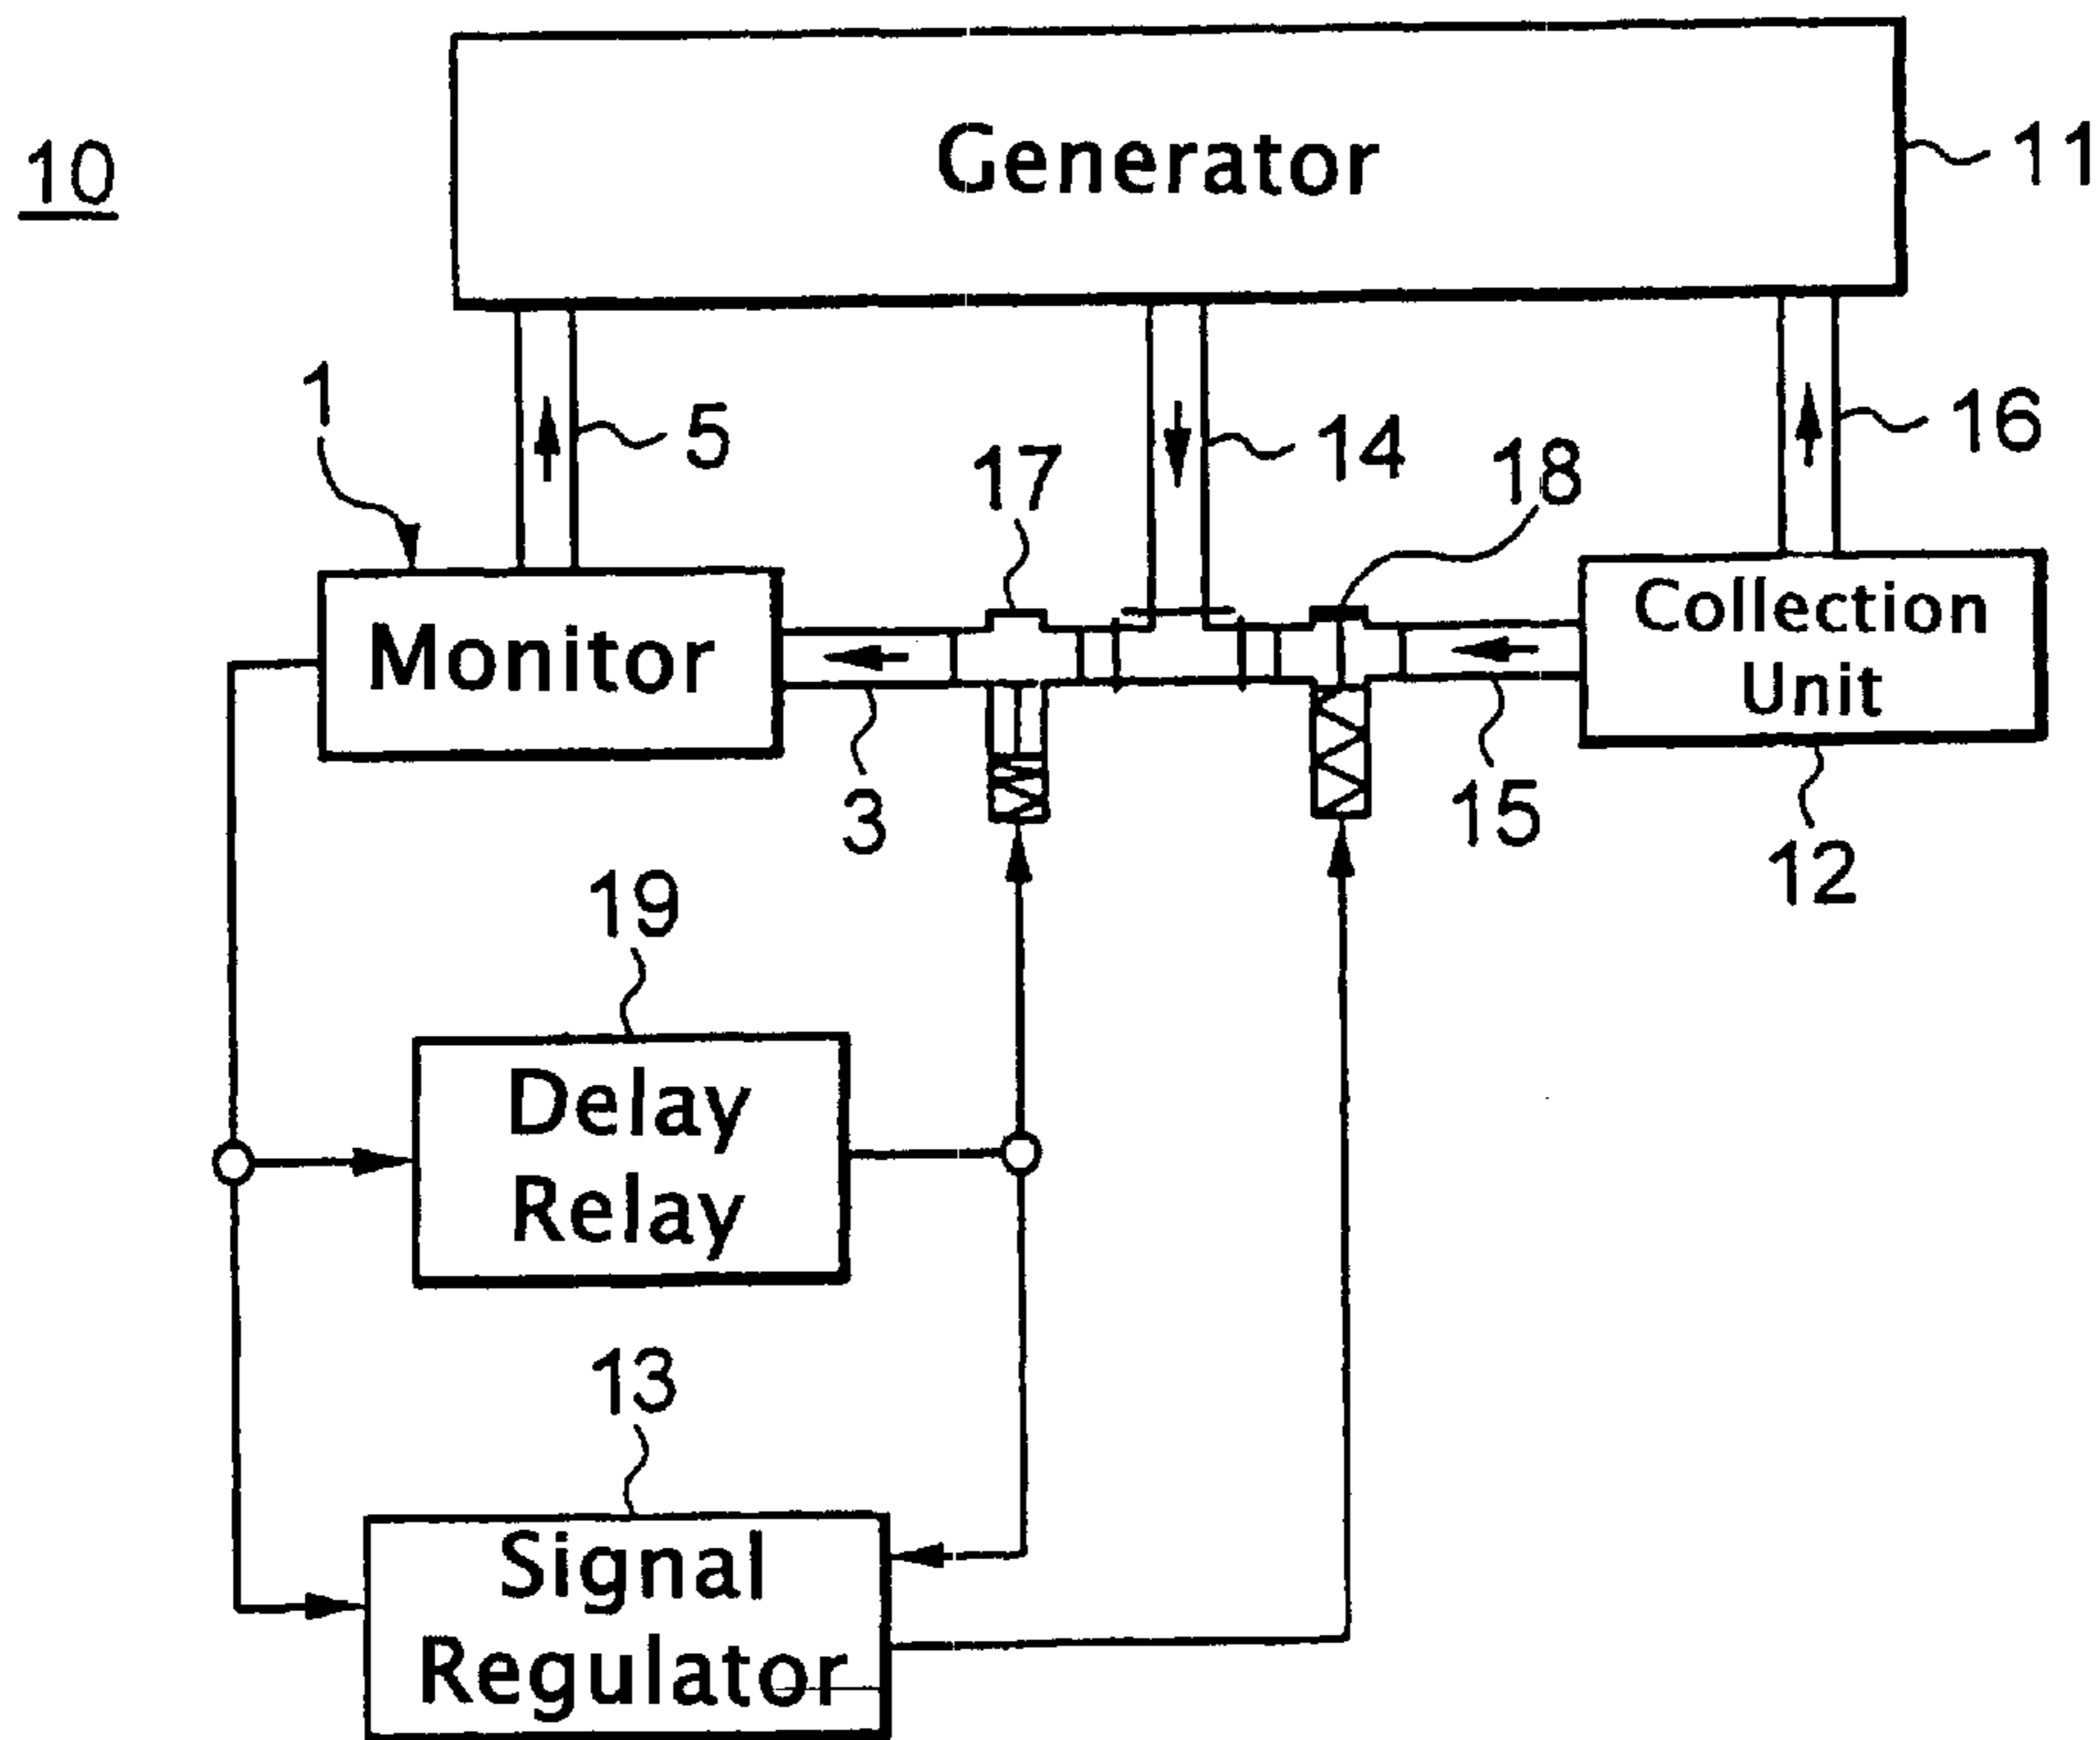 10
Generator
11
1
5
17
14
18
16
Monitor
Collection
Unit
3
15
12
19
Delay
Relay
13
Signal
Regulator